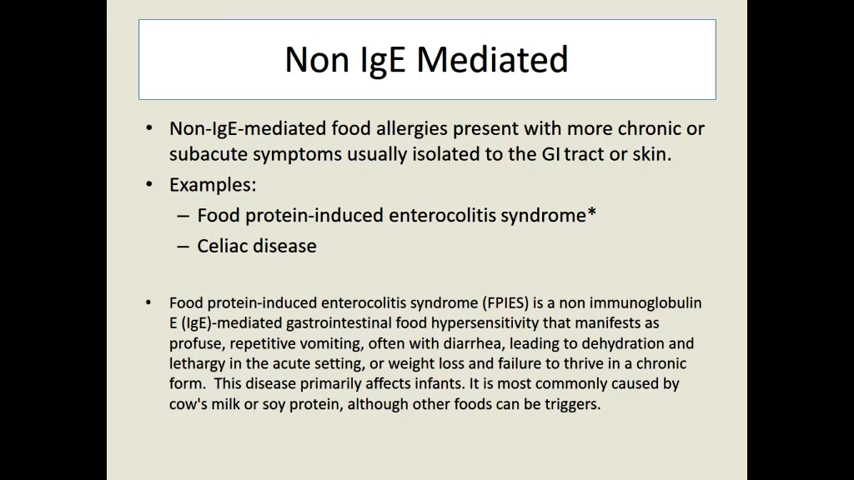 Non IgE Mediated
• Non-IgE-mediated food allergies present with more chronic or
subacute symptoms usually isolated to the GI tract or skin.
• Examples:
– Food protein-induced enterocolitis syndrome*
– Celiac disease
• Food protein-induced enterocolitis syndrome (FPIES) is a non immunoglobulin
E (IgE)-mediated gastrointestinal food hypersensitivity that manifests as
profuse, repetitive vomiting, often with diarrhea, leading to dehydration and
lethargy in the acute setting, or weight loss and failure to thrive in a chronic
form. This disease primarily affects infants. It is most commonly caused by
cow's milk or soy protein, although other foods can be triggers.